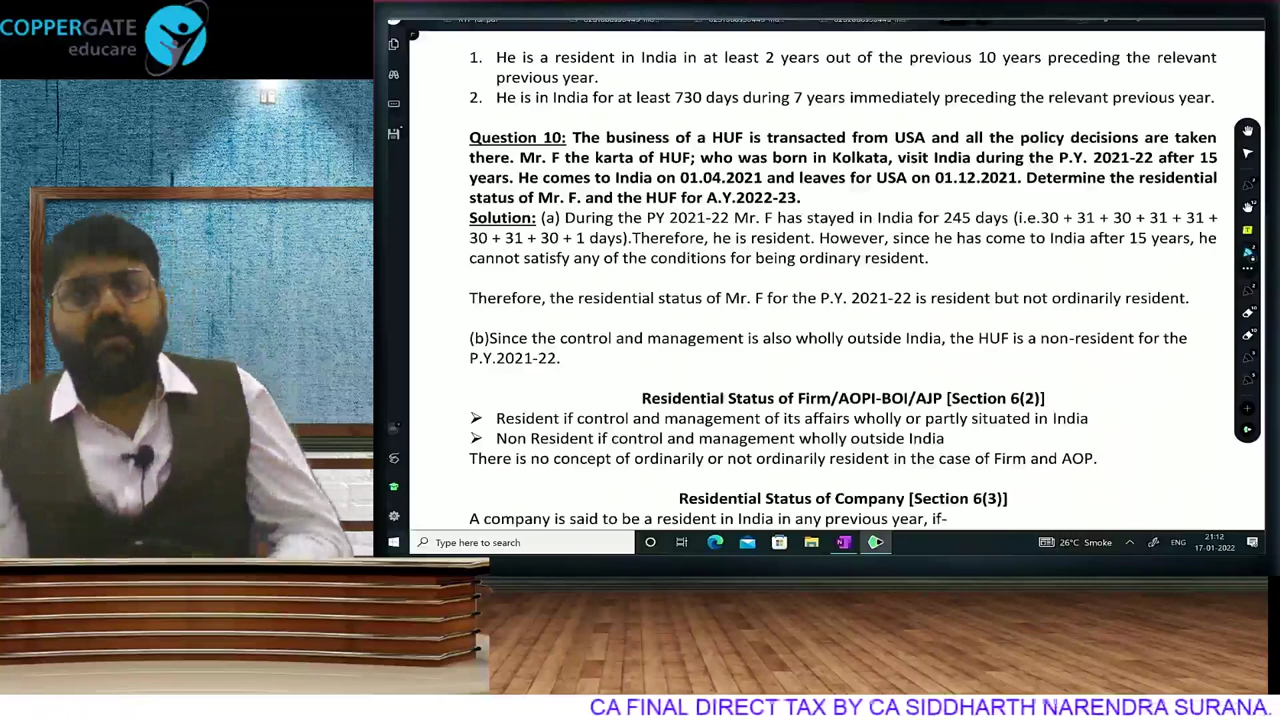 COPPERGATE
educare
1. He is a resident in India in at least 2 years out of the previous 10 years preceding the relevant
previous year.
2. He is in India for at least 730 days during 7 years immediately preceding the relevant previous year.
Question 10: The business of a HUF is transacted from USA and all the policy decisions are taken
there. Mr. F the karta of HUF; who was born in Kolkata, visit India during the P.Y. 2021-22 after 15
years. He comes to India on 01.04.2021 and leaves for USA on 01.12.2021. Determine the residential
status of Mr. F. and the HUF for A.Y.2022-23.
Solution: (a) During the PY 2021-22 Mr. F has stayed in India for 245 days (i.e.30 + 31 + 30 + 31 + 31 +
30 + 31 + 30 + 1 days).Therefore, he is resident. However, since he has come to India after 15 years, he
cannot satisfy any of the conditions for being ordinary resident.
Therefore, the residential status of Mr. F for the P.Y. 2021-22 is resident but not ordinarily resident.
(b)Since the control and management is also wholly outside India, the HUF is a non-resident for the
P.Y.2021-22.
Residential Status of Firm/AOPI-BOI/AJP [Section 6(2)]
➢ Resident if control and management of its affairs wholly or partly situated in India
➢ Non Resident if control and management wholly outside India
There is no concept of ordinarily or not ordinarily resident in the case of Firm and AOP.
Residential Status of Company [Section 6(3)]
A company is said to be a resident in India in any previous year, if-
Type here to search
26°C Smoke
ENG
21:12
17-01-2022
CA FINAL DIRECT TAX BY CA SIDDHARTH NARENDRA SURANA.